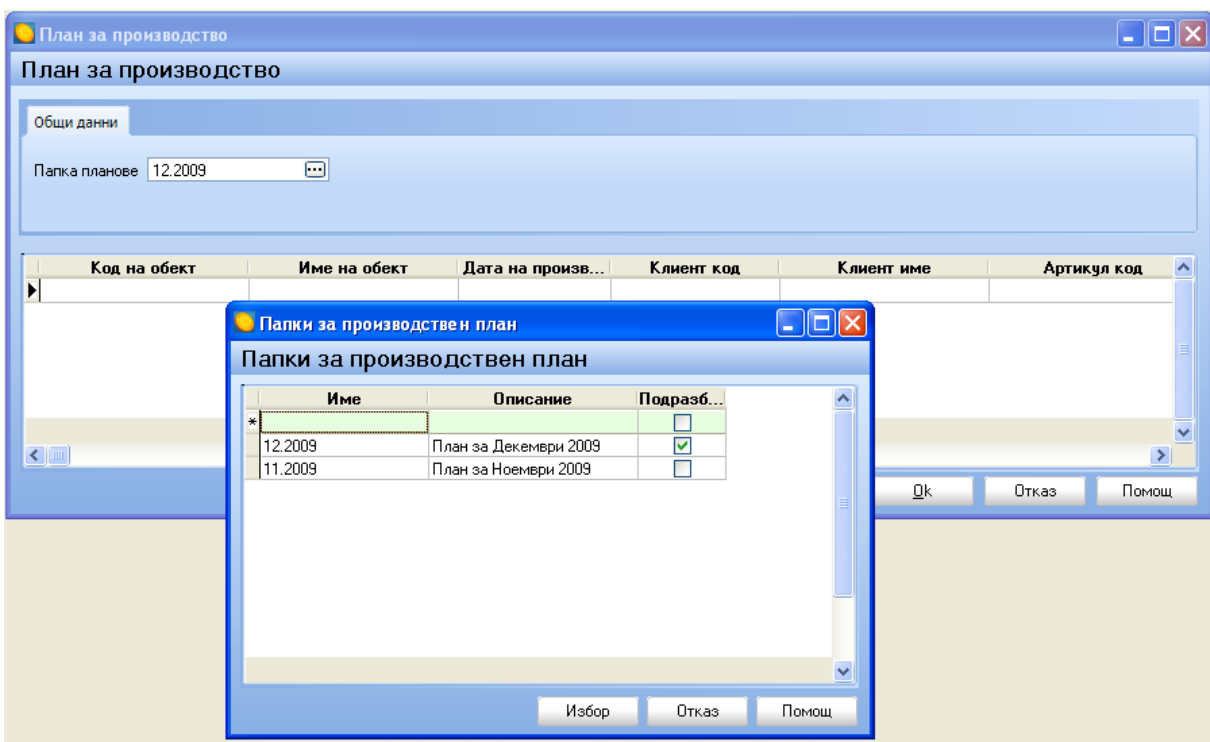 План за производство
План за производство
Общи данни
Папка планове 12.2009
Код на обект Име на обект Дата на произв... Клиент код Клиент име Артикул код
Папки за производствен план
Папки за производствен план
Име Описание Подразб...
12.2009 План за Декември 2009
11.2009 План за Ноември 2009
Ok Отказ Помощ
Избор Отказ Помощ